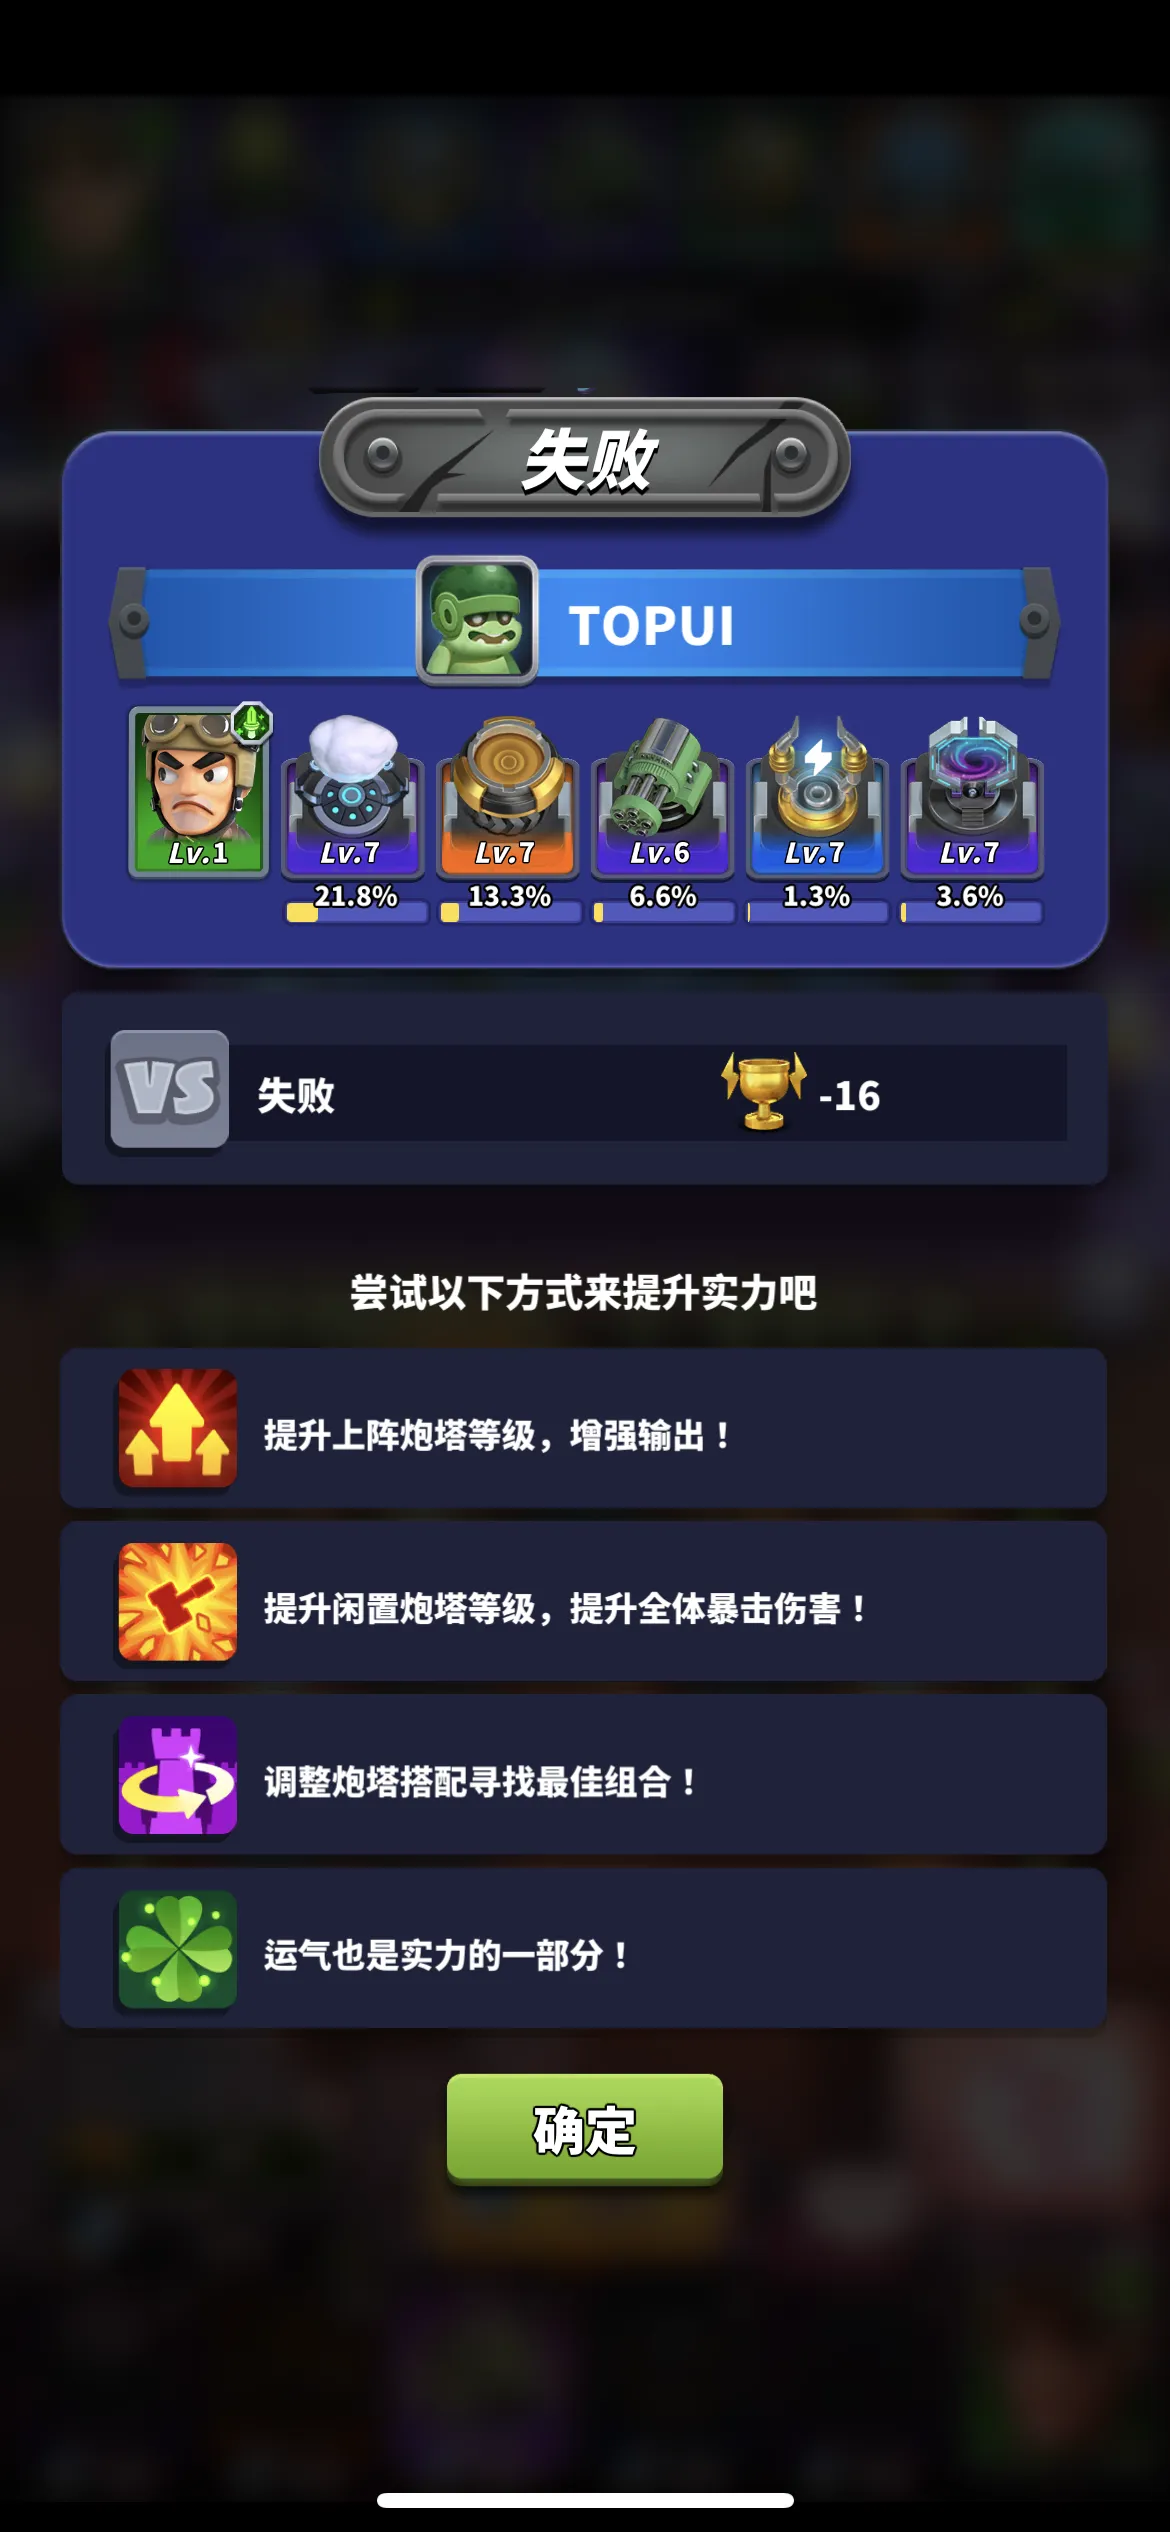 失败
TOPUI
Lv.1
Lv.7
Lv.7
Lv.6
Lv.7
Lv.7
21.8%
13.3%
6.6%
1.3%
3.6%
VS
失败
-16
尝试以下方式来提升实力吧
提升上阵炮塔等级，增强输出！
提升闲置炮塔等级，提升全体暴击伤害！
调整炮塔搭配寻找最佳组合！
运气也是实力的一部分！
确定